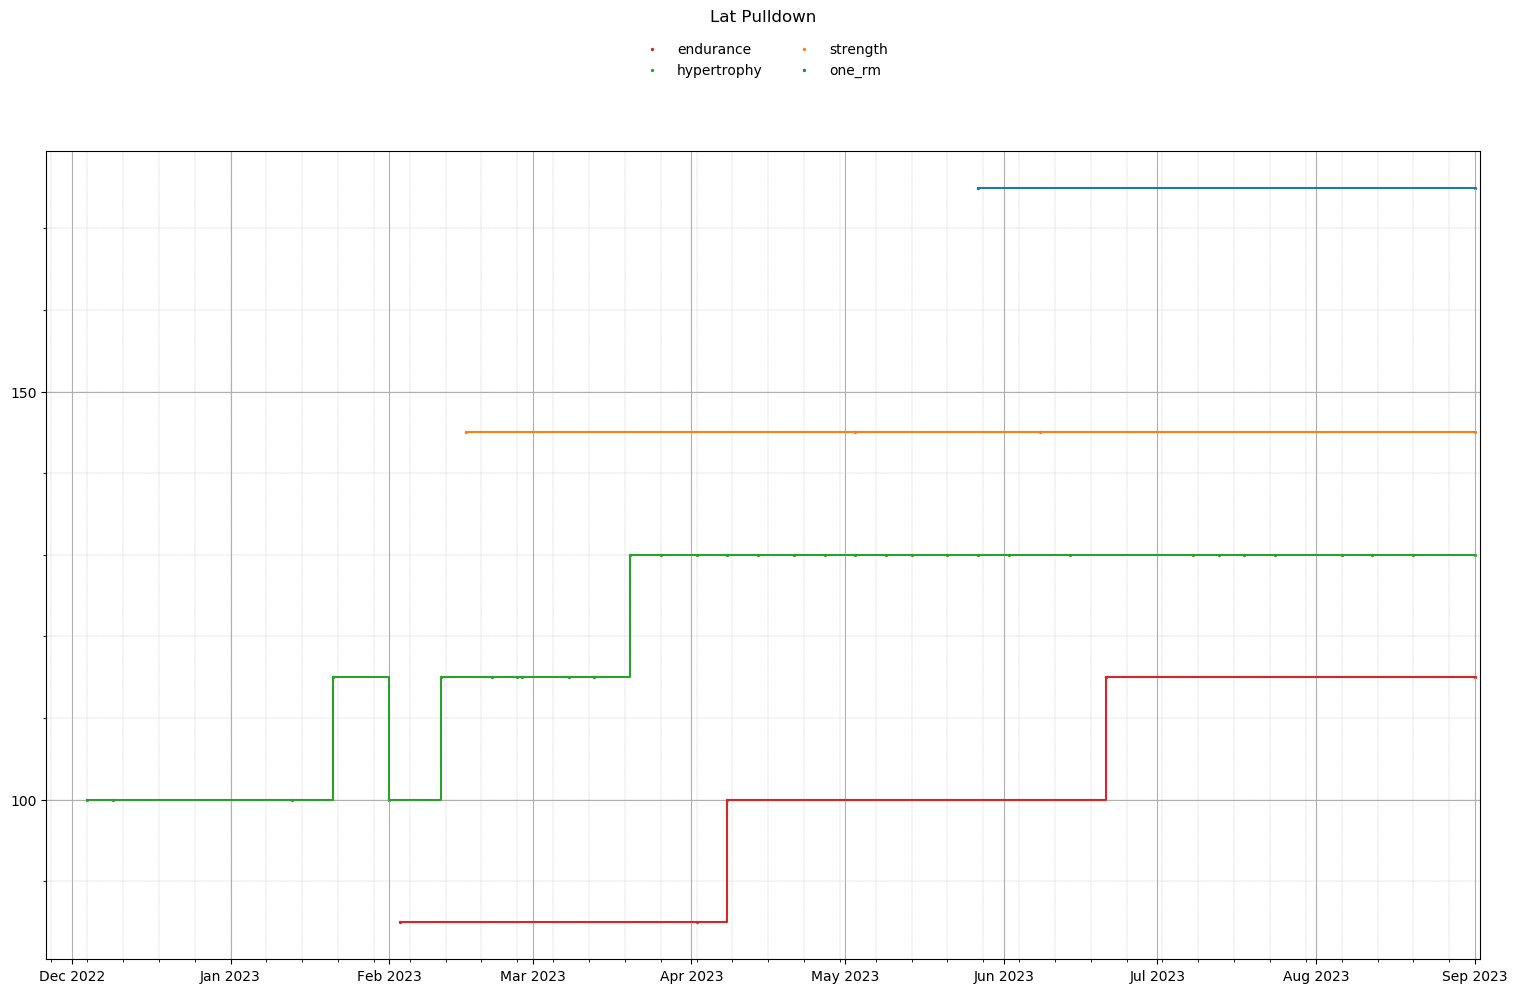 Lat Pulldown
endurance strength
hypertrophy one_rm
150
100
Dec 2022 Jan 2023 Feb 2023 Mar 2023 Apr 2023 May 2023 Jun 2023 Jul 2023 Aug 2023 Sep 2023